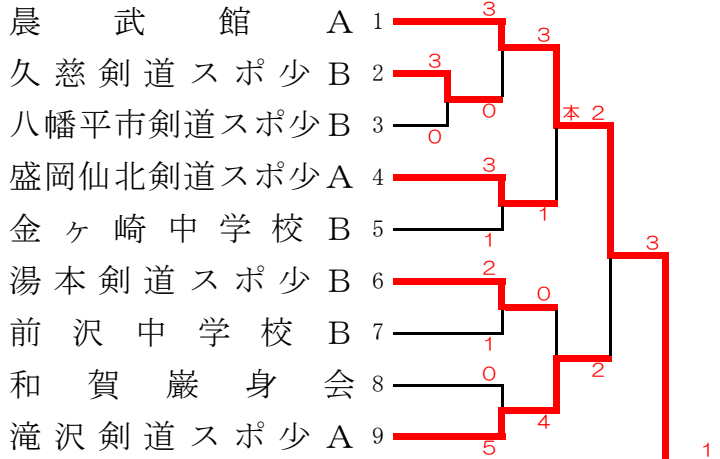 3
晨武館A 1
3
久慈剣道スポ少B 2
3
本 2
0
八幡平市剣道スポ少B 3
0
盛岡仙北剣道スポ少A 4
3
1
金ヶ崎中学校B 5
1
3
湯本剣道スポ少B 6
2
0
前沢中学校B 7
1
2
和賀巌身会 8
0
4
滝沢剣道スポ少A 9
5
1